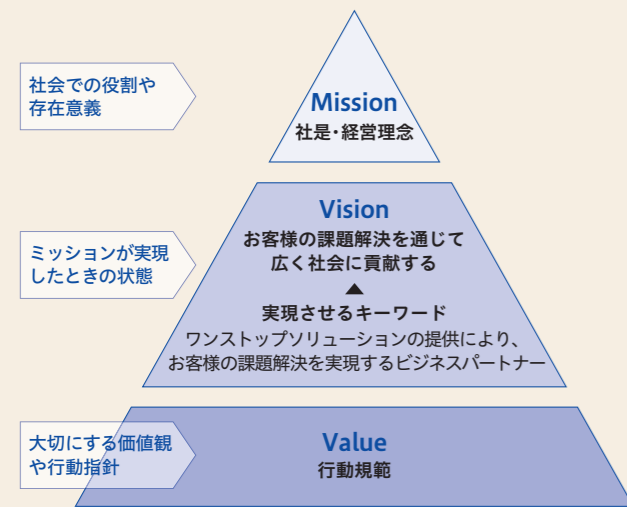 社会での役割や
存在意義
Mission
社是・経営理念
ミッションが実現
したときの状態
Vision
お客様の課題解決を通じて
広く社会に貢献する
▲
実現させるキーワード
ワンストップソリューションの提供により、
お客様の課題解決を実現するビジネスパートナー
大切にする価値観
や行動指針
Value
行動規範